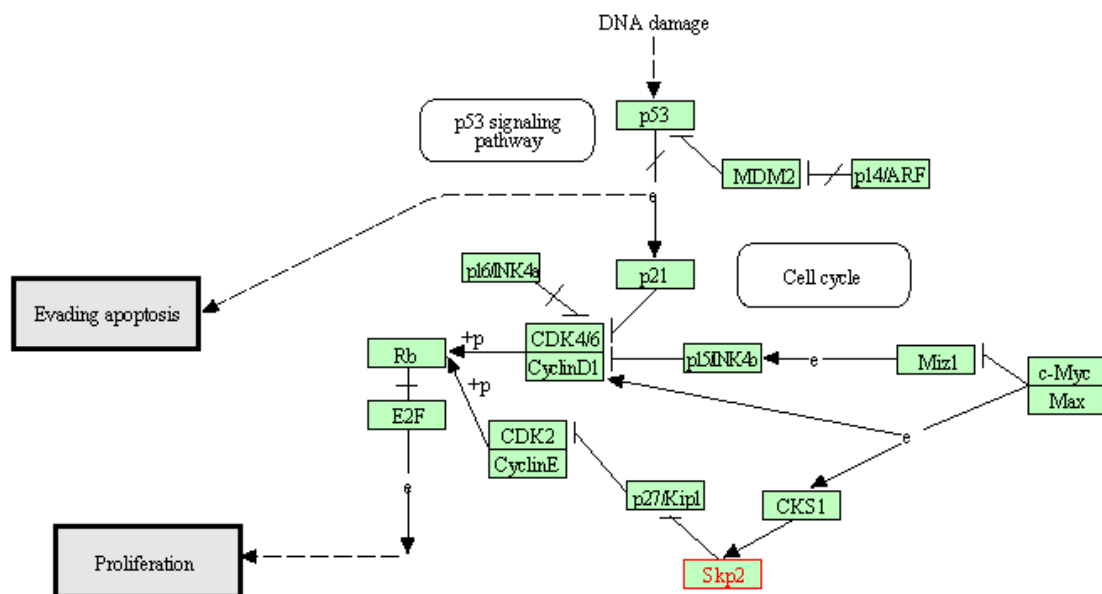 DNA damage
p53 signaling
pathway
p53
MDM2
p14/ARF
e
p16/INK4a
p21
Cell cycle
Evading apoptosis
+p
CDK4/6
Rb
CyclinD1
p15/INK4b
e
Miz1
c-Myc
Max
+p
E2F
CDK2
CyclinE
e
e
p27/Kip1
CKS1
Proliferation
Skp2